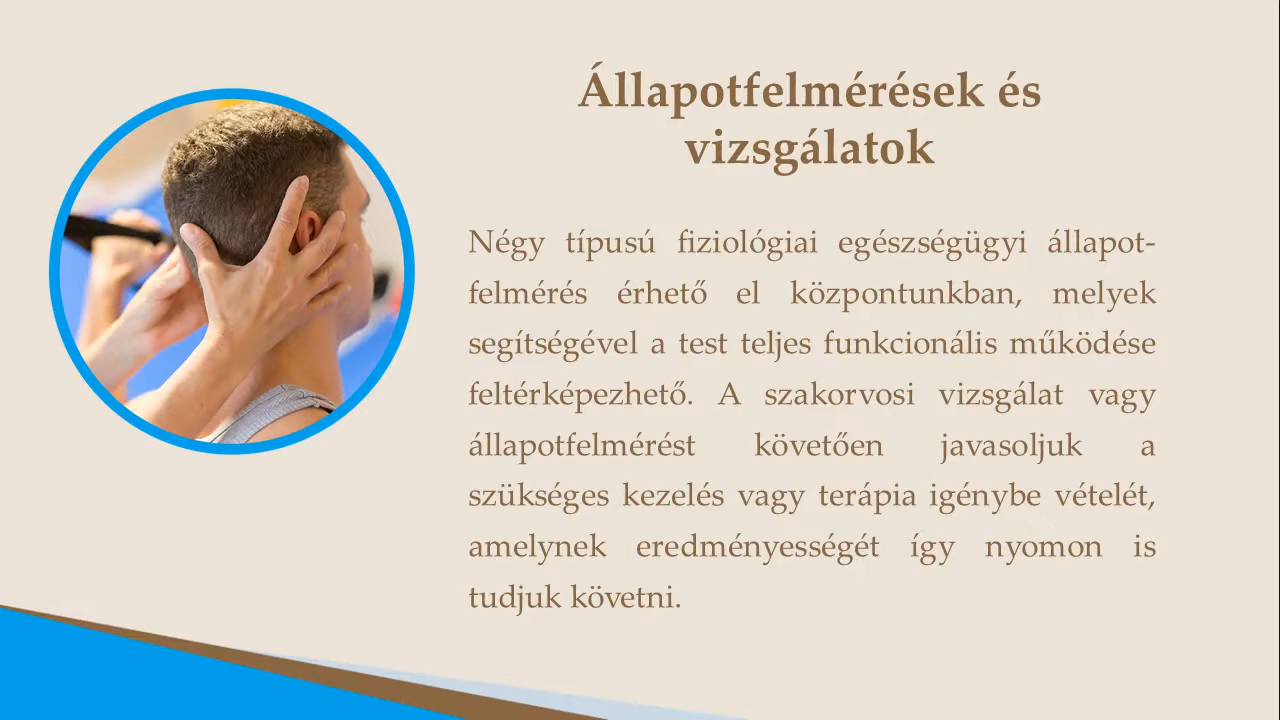 Állapotfelmérések és
vizsgálatok
Négy típusú fiziológiai egészségügyi állapot-
felmérés érhető el központunkban, melyek
segítségével a test teljes funkcionális működése
feltérképezhető. A szakorvosi vizsgálat vagy
állapotfelmérést követően javasoljuk a
szükséges kezelés vagy terápia igénybe vételét,
amelynek eredményességét így nyomon is
tudjuk követni.